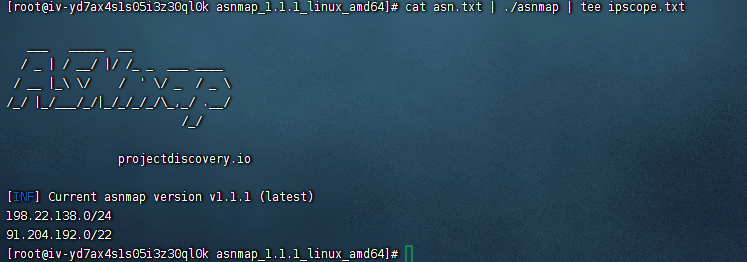 [root@iv-yd7ax4s1s05i3z30ql0k asnmap_1.1.1_linux_amd64]# cat asn.txt | ./asnmap | tee ipscope.txt
   ___   _____  __
  / _ | / __/ |/ /_ _  ___ ____
 / __ |_\ \/    /  ' \/ _  / _ \
/_/ |_/___/_/|_/_/_/_/\_,_/ .__/
                         /_/
projectdiscovery.io
[INF] Current asnmap version v1.1.1 (latest)
198.22.138.0/24
91.204.192.0/22
[root@iv-yd7ax4s1s05i3z30ql0k asnmap_1.1.1_linux_amd64]#